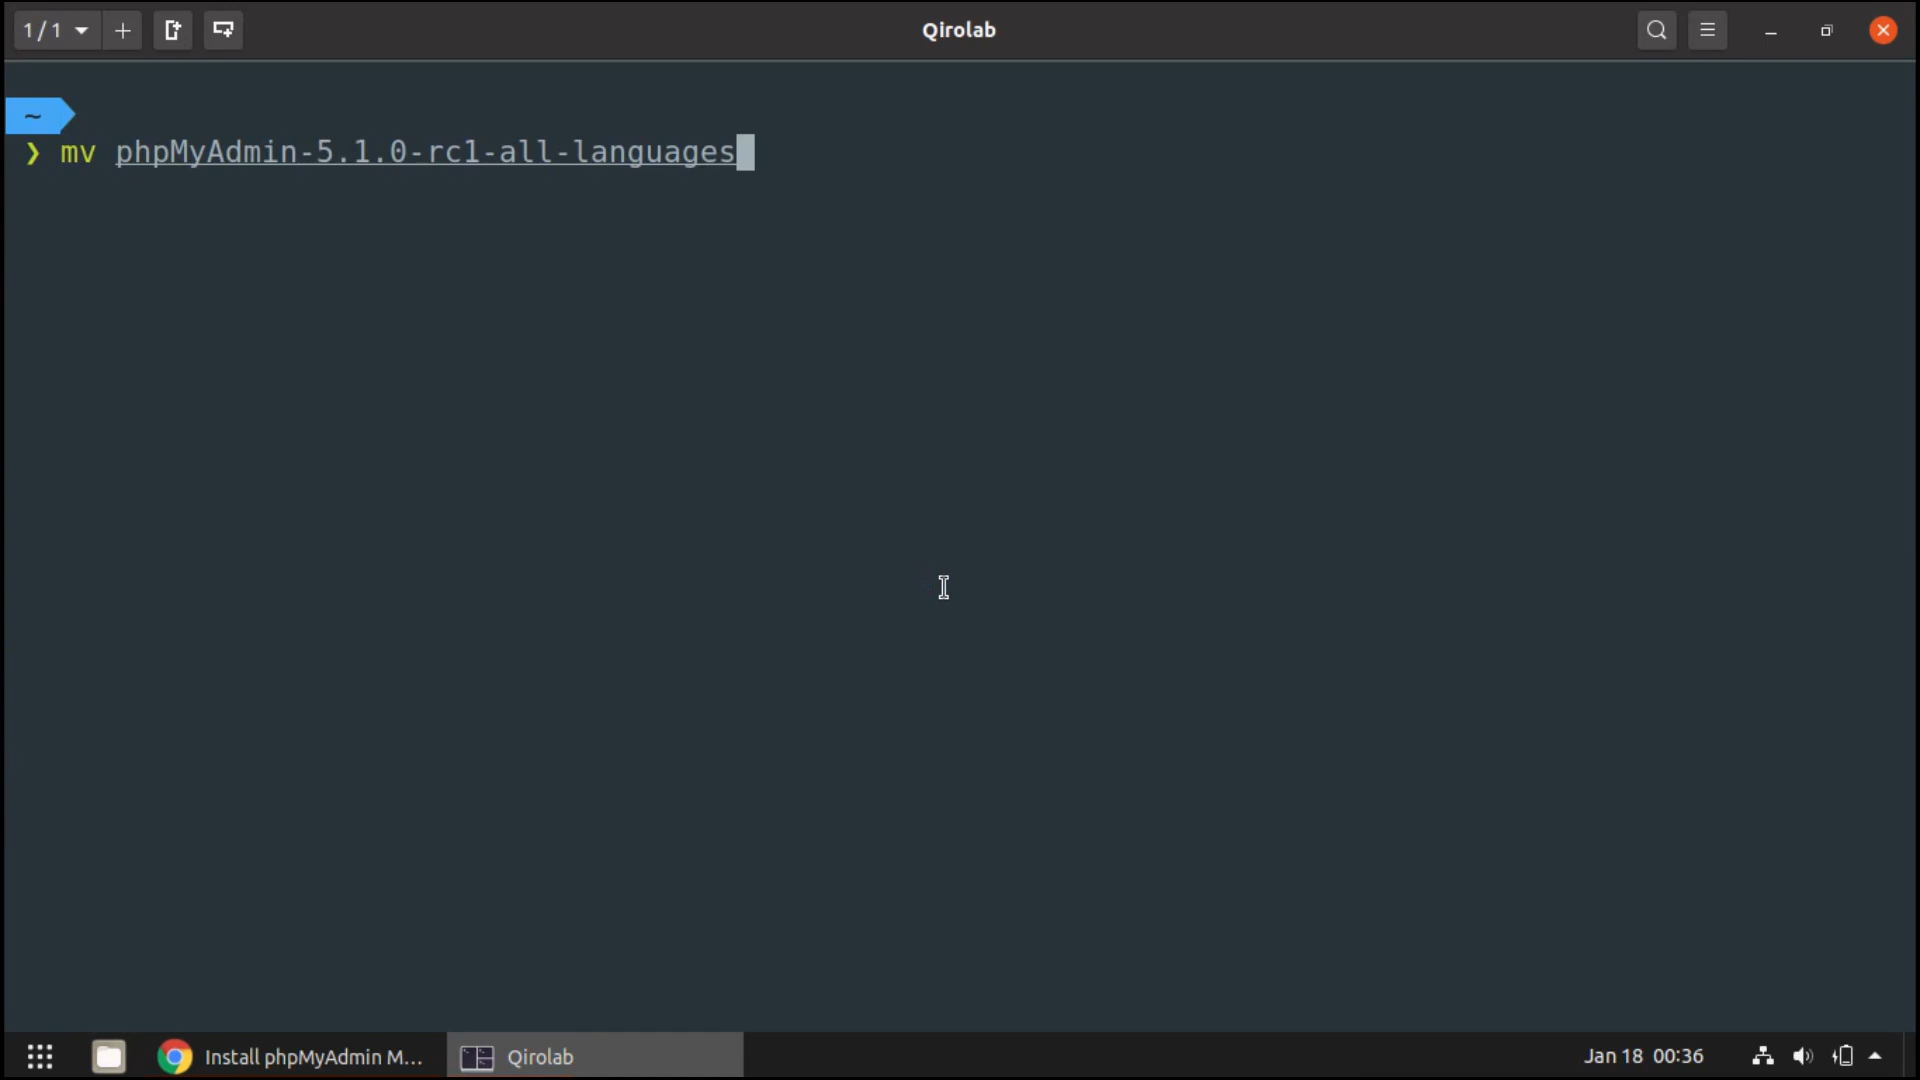 1/1
Qirolab
~
❯ mv phpMyAdmin-5.1.0-rc1-all-languages
Install phpMyAdmin M...
Qirolab
Jan 18 00:36